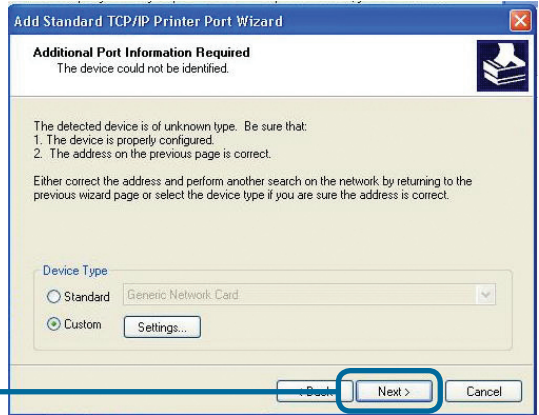 Add Standard TCP/IP Printer Port Wizard
Additional Port Information Required
The device could not be identified.
The detected device is of unknown type. Be sure that:
1. The device is properly configured.
2. The address on the previous page is correct.
Either correct the address and perform another search on the network by returning to the
previous wizard page or select the device type if you are sure the address is correct.
Device Type
Standard Generic Network Card
Custom Settings...
< Back Next > Cancel